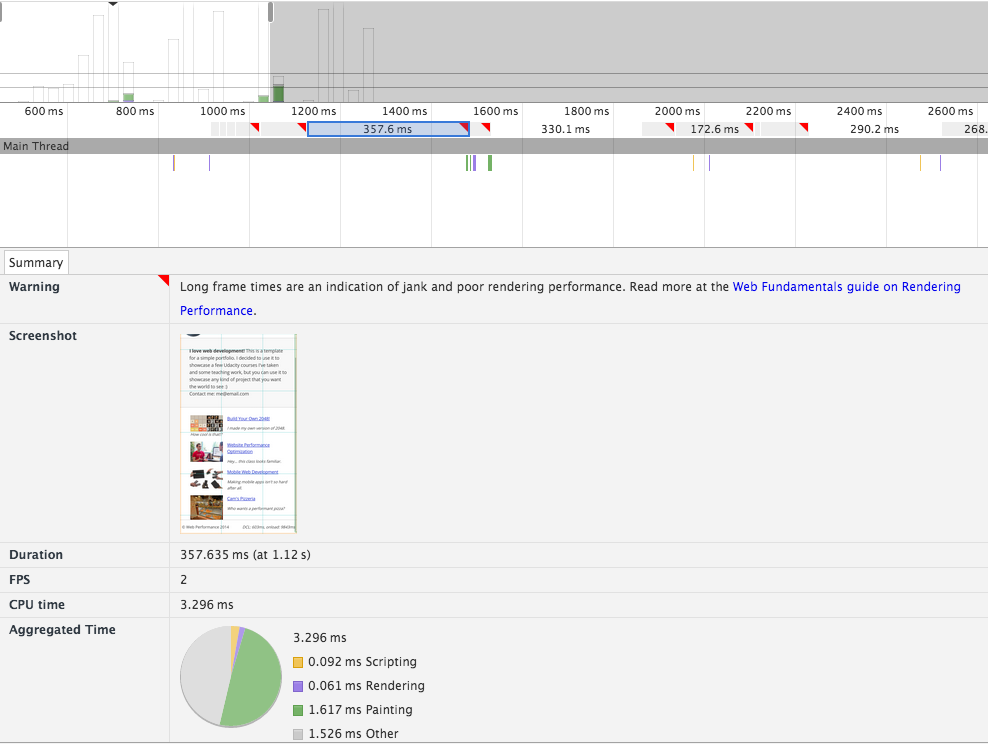 600 ms 800 ms 1000 ms 1200 ms 1400 ms 1600 ms 1800 ms 2000 ms 2200 ms 2400 ms 2600 ms
357.6 ms 330.1 ms 172.6 ms 290.2 ms 268.
Main Thread
Summary
Warning
Long frame times are an indication of jank and poor rendering performance. Read more at the Web Fundamentals guide on Rendering
Performance.
Screenshot
I love web development! This is a template
for a simple portfolio. I decided to use it to
showcase a few Udacity courses I've taken
and some teaching work, but you can use it to
showcase any kind of project that you want
the world to see :)
Contact me: me@email.com
Build Your Own 2048!
I made my own version of 2048.
How cool is that?
Website Performance
Optimization
Hey... this class looks familiar.
Mobile Web Development
Making mobile apps isn't so hard
after all.
Cam's Pizzeria
Who wants a performant pizza?
© Web Performance 2014
Duration 357.635 ms (at 1.12 s)
FPS 2
CPU time 3.296 ms
Aggregated Time 3.296 ms
0.092 ms Scripting
0.061 ms Rendering
1.617 ms Painting
1.526 ms Other